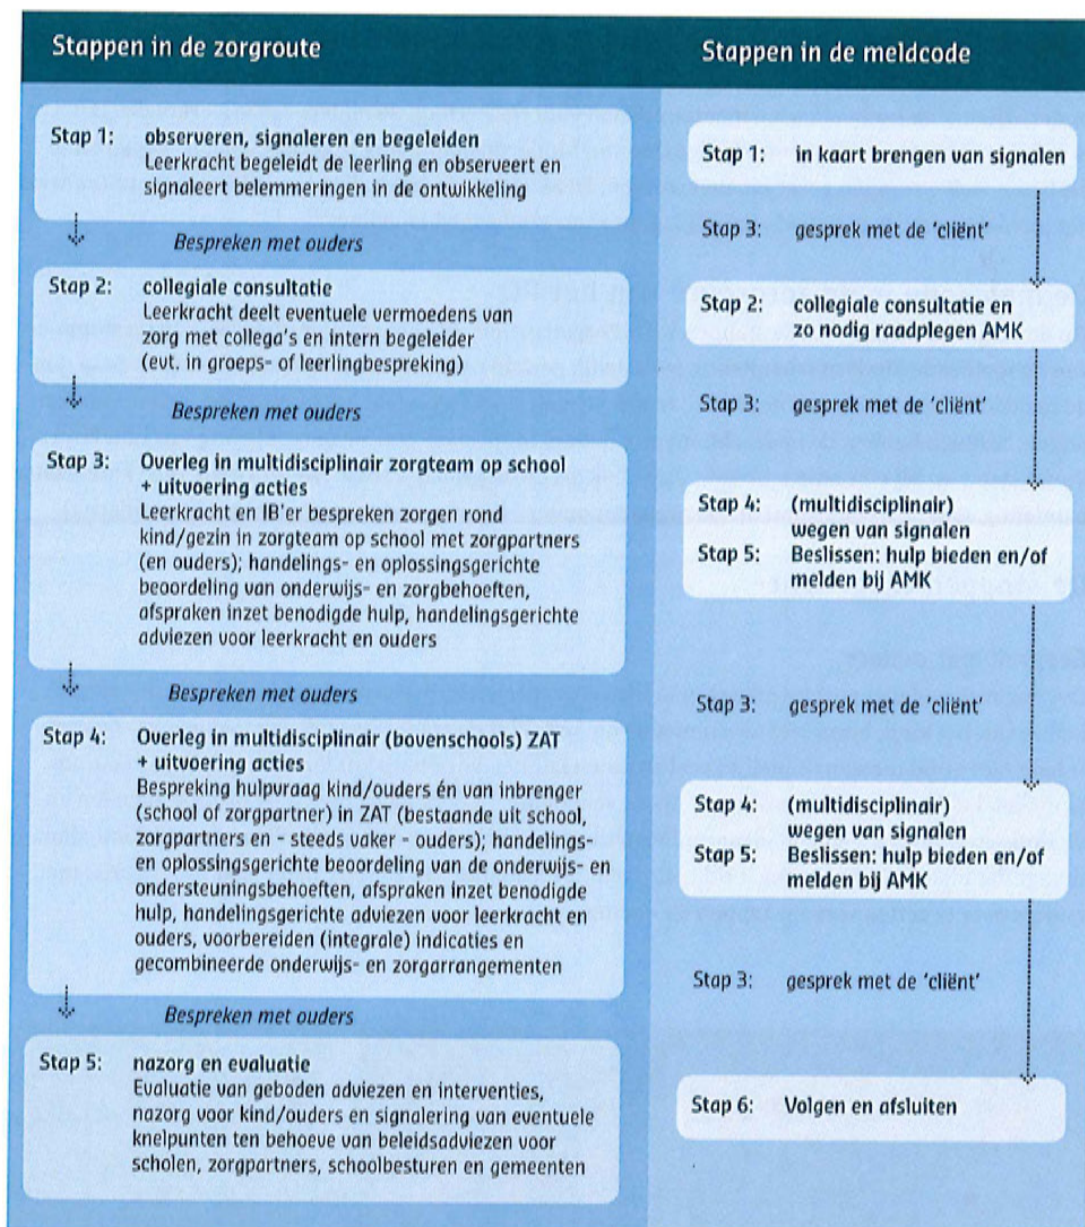 Stappen in de zorgroute
Stap 1: observeren, signaleren en begeleiden
Leerkracht begeleidt de leerling en observeert en
signaleert belemmeringen in de ontwikkeling
Bespreken met ouders
Stap 2: collegiale consultatie
Leerkracht deelt eventuele vermoedens van
zorg met collega's en intern begeleider
(evt. in groeps- of leerlingbespreking)
Bespreken met ouders
Stap 3: Overleg in multidisciplinair zorgteam op school
+ uitvoering acties
Leerkracht en IB'er bespreken zorgen rond
kind/gezin in zorgteam op school met zorgpartners
(en ouders); handelings- en oplossingsgerichte
beoordeling van onderwijs- en zorgbehoeften,
afspraken inzet benodigde hulp, handelingsgerichte
adviezen voor leerkracht en ouders
Bespreken met ouders
Stap 4: Overleg in multidisciplinair (bovenschools) ZAT
+ uitvoering acties
Bespreking hulpvraag kind/ouders én van inbrenger
(school of zorgpartner) in ZAT (bestaande uit school,
zorgpartners en - steeds vaker - ouders); handelings-
en oplossingsgerichte beoordeling van de onderwijs- en
ondersteuningsbehoeften, afspraken inzet benodigde
hulp, handelingsgerichte adviezen voor leerkracht en
ouders, voorbereiden (integrale) indicaties en
gecombineerde onderwijs- en zorgarrangementen
Bespreken met ouders
Stap 5: nazorg en evaluatie
Evaluatie van geboden adviezen en interventies,
nazorg voor kind/ouders en signalering van eventuele
knelpunten ten behoeve van beleidsadviezen voor
scholen, zorgpartners, schoolbesturen en gemeenten
Stappen in de meldcode
Stap 1: in kaart brengen van signalen
Stap 3: gesprek met de 'cliënt'
Stap 2: collegiale consultatie en
zo nodig raadplegen AMK
Stap 3: gesprek met de 'cliënt'
Stap 4: (multidisciplinair)
wegen van signalen
Stap 5: Beslissen: hulp bieden en/of
melden bij AMK
Stap 3: gesprek met de 'cliënt'
Stap 4: (multidisciplinair)
wegen van signalen
Stap 5: Beslissen: hulp bieden en/of
melden bij AMK
Stap 3: gesprek met de 'cliënt'
Stap 6: Volgen en afsluiten